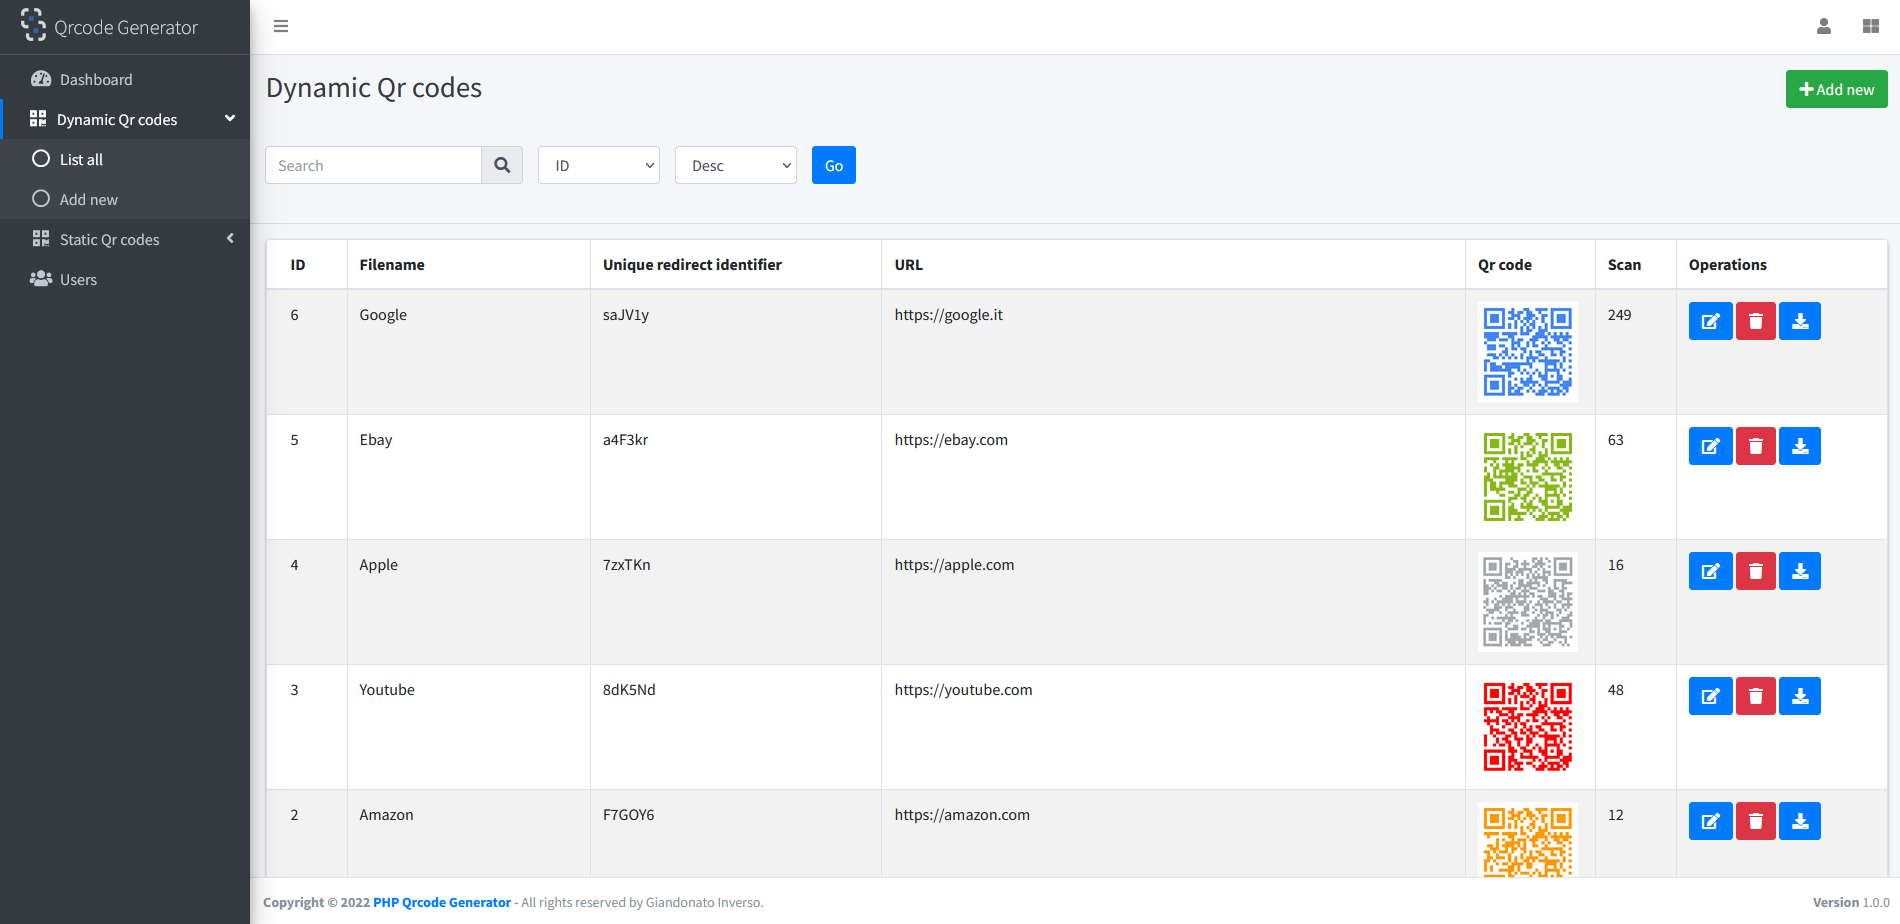 Qrcode Generator
Dashboard
Dynamic Qr codes
List all
Add new
Static Qr codes
Users
Dynamic Qr codes
Add new
Search
ID
Desc
Go
ID Filename Unique redirect identifier URL Qr code Scan Operations
6 Google saJV1y https://google.it 249
5 Ebay a4F3kr https://ebay.com 63
4 Apple 7zxTKn https://apple.com 16
3 Youtube 8dK5Nd https://youtube.com 48
2 Amazon F7GOY6 https://amazon.com 12
Copyright © 2022 PHP Qrcode Generator - All rights reserved by Giandonato Inverso.
Version 1.0.0